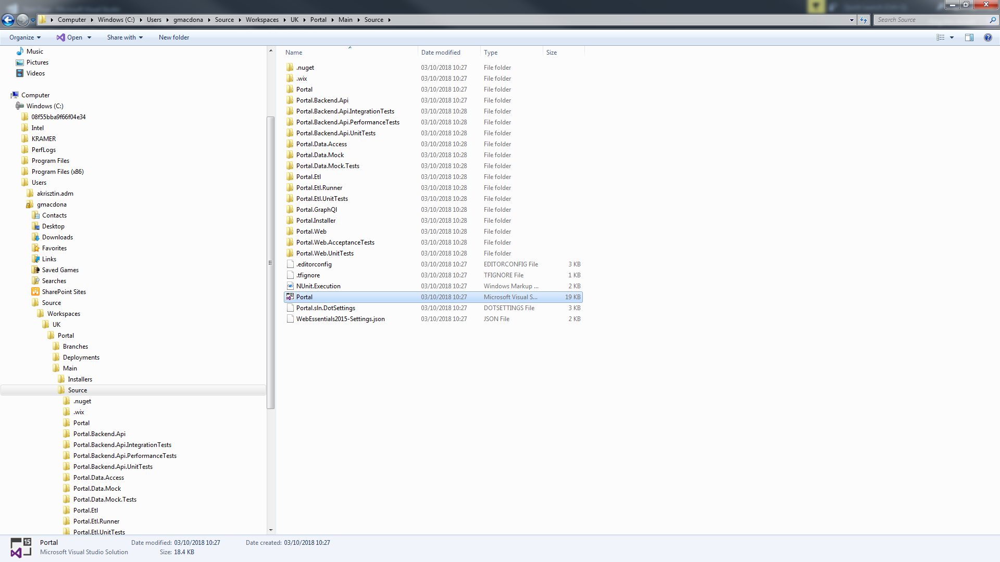 Computer Windows (C:) Users gmacdona Source Workspaces UK Portal Main Source
Search Source
Organize Open Share with New folder
Music
Pictures
Videos
Computer
Windows (C:)
08f55bba9f66f04e34
Intel
KRAMER
PerfLogs
Program Files
Program Files (x86)
Users
akrisztin.adm
gmacdona
Contacts
Desktop
Downloads
Favorites
Links
Saved Games
Searches
SharePoint Sites
Source
Workspaces
UK
Portal
Branches
Deployments
Main
Installers
Source
.nuget
.wix
Portal
Portal.Backend.Api
Portal.Backend.Api.IntegrationTests
Portal.Backend.Api.PerformanceTests
Portal.Backend.Api.UnitTests
Portal.Data.Access
Portal.Data.Mock
Portal.Data.Mock.Tests
Portal.Etl
Portal.Etl.Runner
Portal.Etl.UnitTests
Name Date modified Type Size
.nuget 03/10/2018 10:27 File folder
.wix 03/10/2018 10:27 File folder
Portal 03/10/2018 10:27 File folder
Portal.Backend.Api 03/10/2018 10:27 File folder
Portal.Backend.Api.IntegrationTests 03/10/2018 10:28 File folder
Portal.Backend.Api.PerformanceTests 03/10/2018 10:28 File folder
Portal.Backend.Api.UnitTests 03/10/2018 10:28 File folder
Portal.Data.Access 03/10/2018 10:28 File folder
Portal.Data.Mock 03/10/2018 10:28 File folder
Portal.Data.Mock.Tests 03/10/2018 10:28 File folder
Portal.Etl 03/10/2018 10:28 File folder
Portal.Etl.Runner 03/10/2018 10:28 File folder
Portal.Etl.UnitTests 03/10/2018 10:28 File folder
Portal.GraphQl 03/10/2018 10:28 File folder
Portal.Installer 03/10/2018 10:28 File folder
Portal.Web 03/10/2018 10:28 File folder
Portal.Web.AcceptanceTests 03/10/2018 10:28 File folder
Portal.Web.UnitTests 03/10/2018 10:28 File folder
.editorconfig 03/10/2018 10:27 EDITORCONFIG File 3 KB
.tfignore 03/10/2018 10:27 TFIGNORE File 1 KB
NUnit.Execution 03/10/2018 10:27 Windows Markup ... 2 KB
Portal 03/10/2018 10:27 Microsoft Visual S... 19 KB
Portal.sln.DotSettings 03/10/2018 10:27 DOTSETTINGS File 3 KB
WebEssentials2015-Settings.json 03/10/2018 10:27 JSON File 2 KB
15
Portal Date modified: 03/10/2018 10:27 Date created: 03/10/2018 10:27
Microsoft Visual Studio Solution Size: 18.4 KB